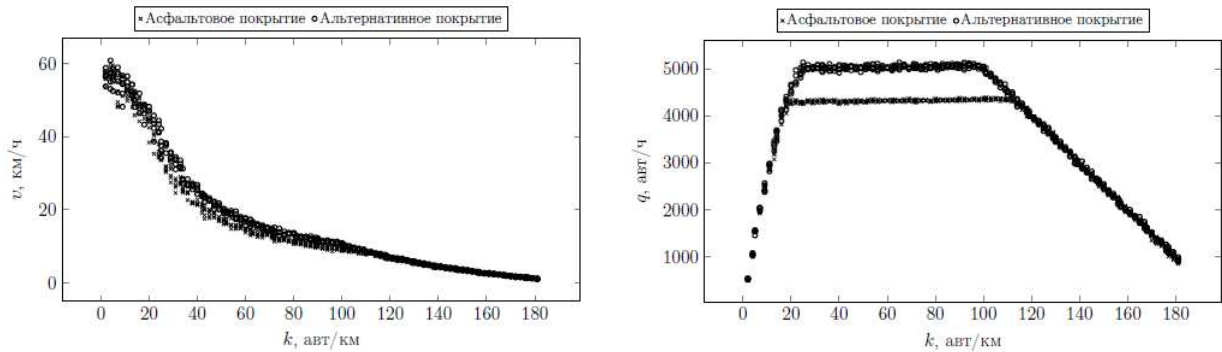 × Асфальтовое покрытие ○ Альтернативное покрытие
60
40
20
0
v, км/ч
0 20 40 60 80 100 120 140 160 180
k, авт/км
× Асфальтовое покрытие ○ Альтернативное покрытие
5000
4000
3000
2000
1000
q, авт/ч
0 20 40 60 80 100 120 140 160 180
k, авт/км